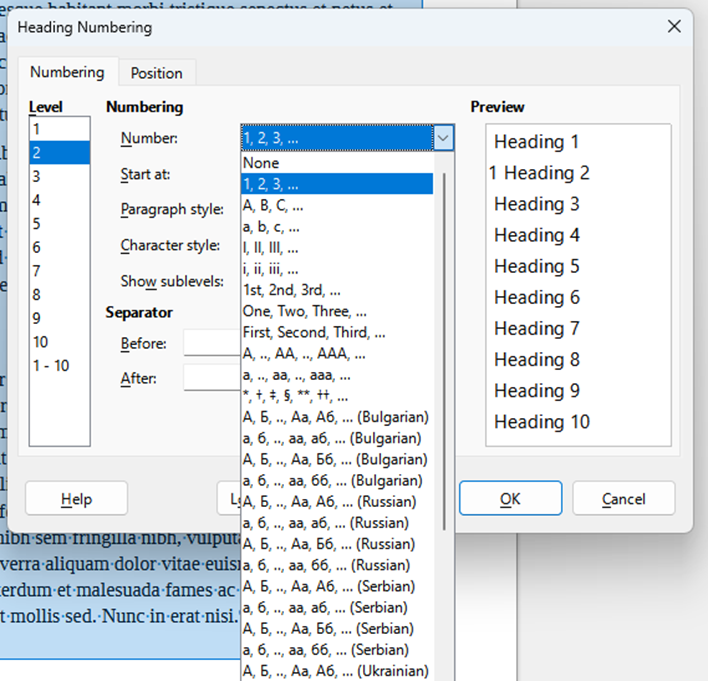 esque habitant morbi tristique senectus et netus et
Heading Numbering
Numbering
Position
Level
1
2
3
4
5
6
7
8
9
10
1 - 10
Numbering
Number:
1, 2, 3, ...
Start at:
Paragraph style:
Character style:
Show sublevels:
Separator
Before:
After:
None
1, 2, 3, ...
A, B, C, ...
a, b, c, ...
I, II, III, ...
i, ii, iii, ...
1st, 2nd, 3rd, ...
One, Two, Three, ...
First, Second, Third, ...
A, .., AA, .., AAA, ...
a, .., aa, .., aaa, ...
*, †, ‡, §, **, ††, ...
А, Б, .., Аа, Аб, ... (Bulgarian)
а, б, .., аа, аб, ... (Bulgarian)
А, Б, .., Аа, Бб, ... (Bulgarian)
а, б, .., аа, бб, ... (Bulgarian)
А, Б, .., Аа, Аб, ... (Russian)
а, б, .., аа, аб, ... (Russian)
А, Б, .., Аа, Бб, ... (Russian)
а, б, .., аа, бб, ... (Russian)
А, Б, .., Аа, Аб, ... (Serbian)
а, б, .., аа, аб, ... (Serbian)
А, Б, .., Аа, Бб, ... (Serbian)
а, б, .., аа, бб, ... (Serbian)
А, Б, .., Аа, Аб, ... (Ukrainian)
Preview
Heading 1
1 Heading 2
Heading 3
Heading 4
Heading 5
Heading 6
Heading 7
Heading 8
Heading 9
Heading 10
Help
OK
Cancel
nibh·sem·fringilla·nibh,·vulputa
verra·aliquam·dolor·vitae·euis
erdum·et·malesuada·fames·ac·
t·mollis·sed.·Nunc·in·erat·nisi.